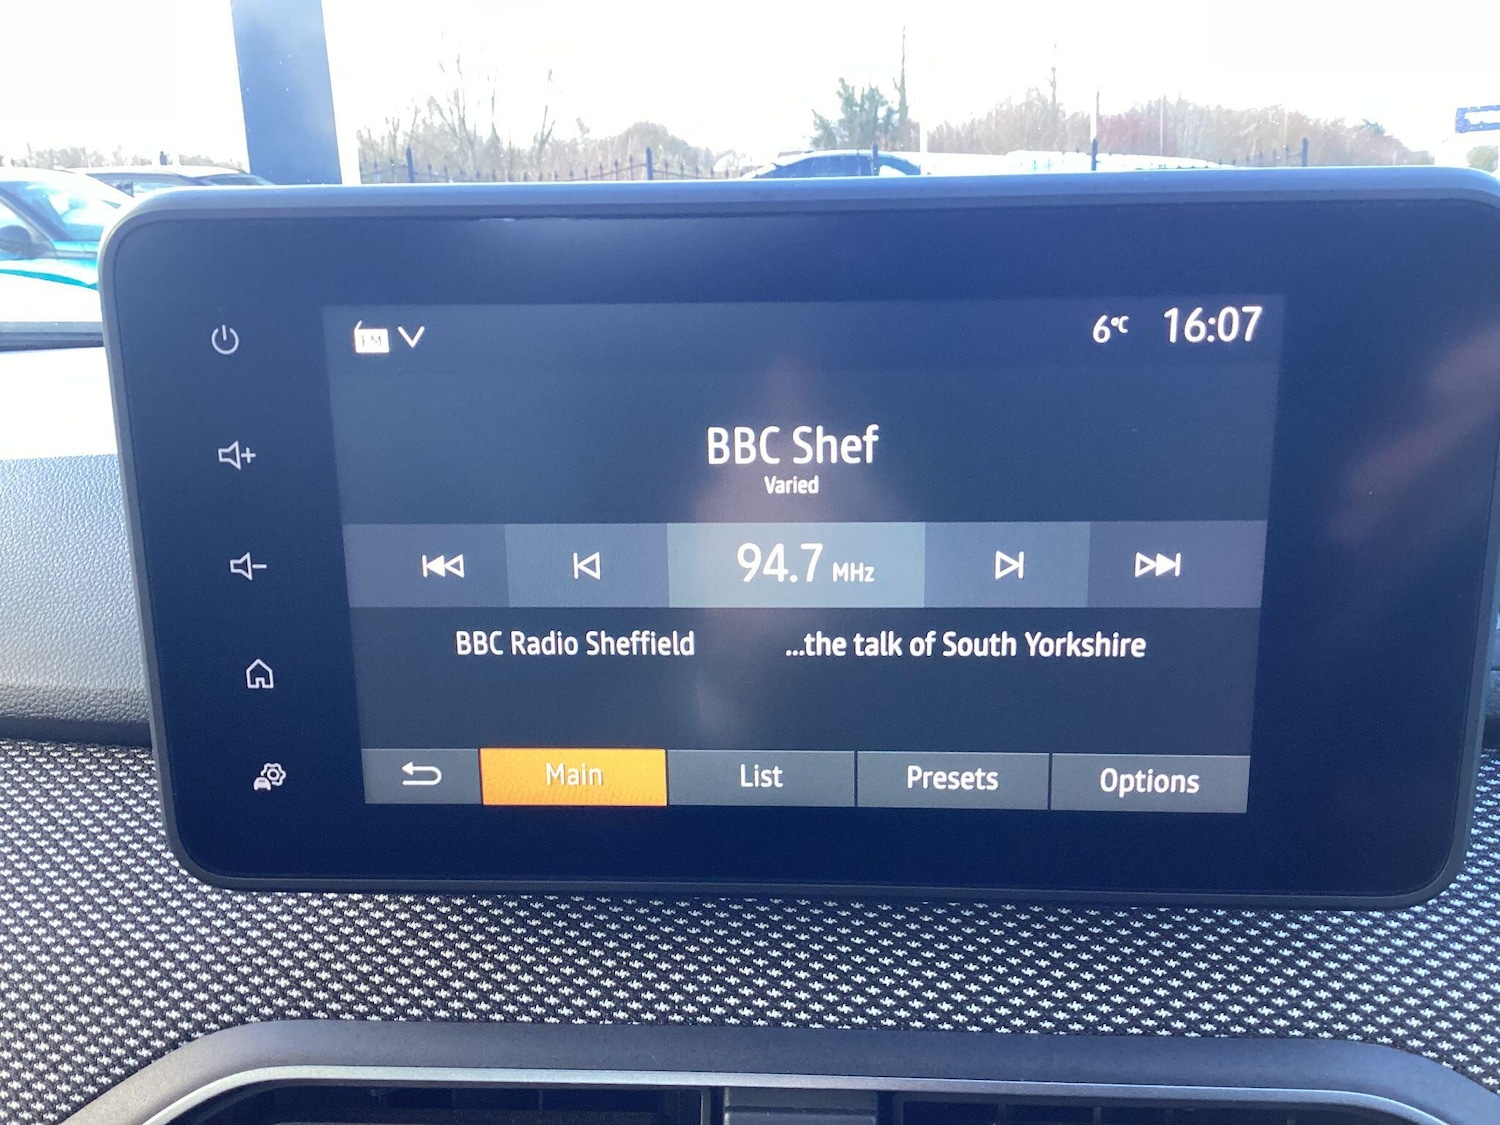 FM
6°C 16:07
BBC Shef
Varied
94.7 MHz
BBC Radio Sheffield ...the talk of South Yorkshire
Main List Presets Options